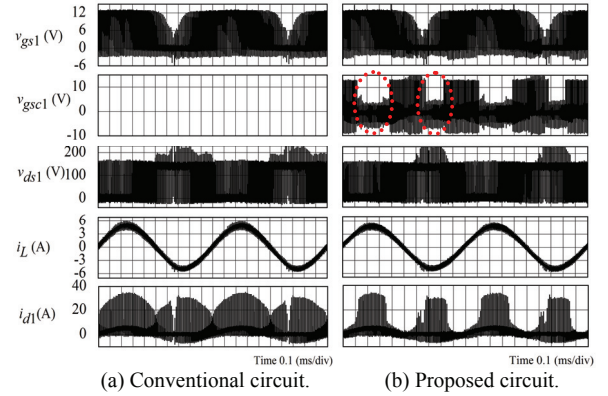 v_gs1 (V)
12
6
0
-6
v_gsc1 (V)
20
10
0
-10
v_ds1 (V)
200
100
0
i_L (A)
6
3
0
-3
-6
i_d1(A)
40
20
0
Time 0.1 (ms/div)
Time 0.1 (ms/div)
(a) Conventional circuit.
(b) Proposed circuit.